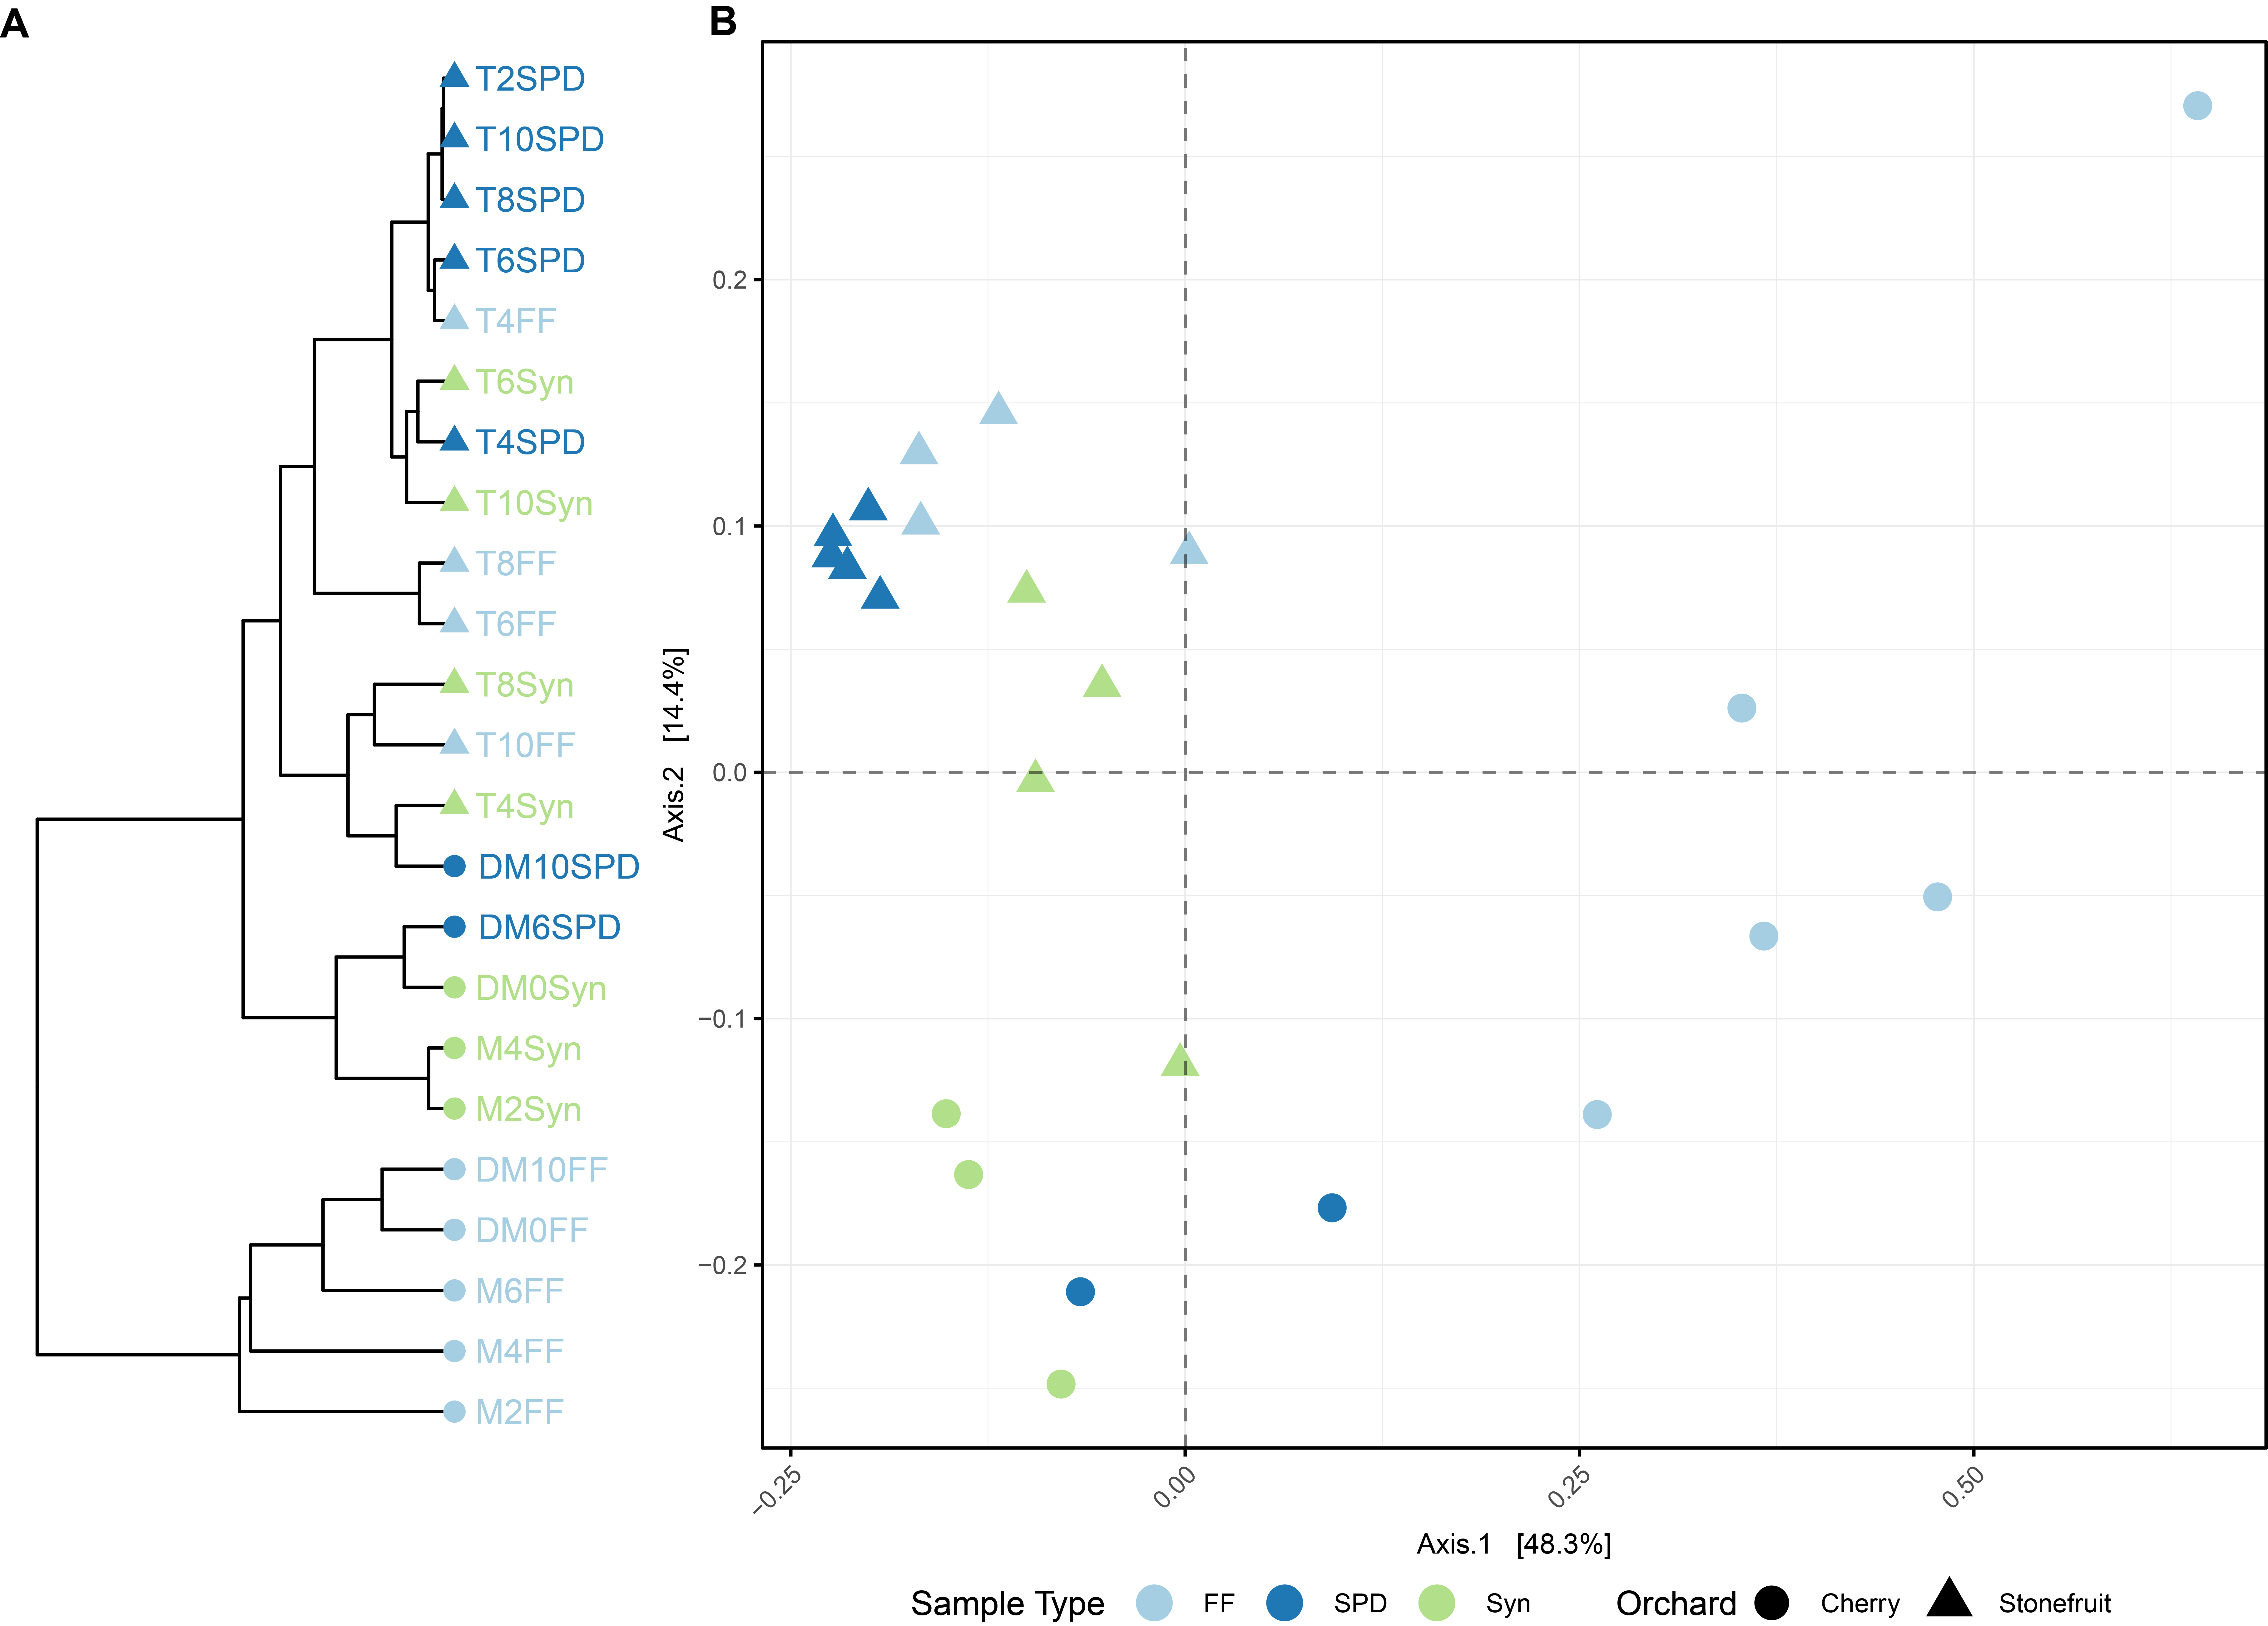 A
T2SPD
T10SPD
T8SPD
T6SPD
T4FF
T6Syn
T4SPD
T10Syn
T8FF
T6FF
T8Syn
T10FF
T4Syn
DM10SPD
DM6SPD
DM0Syn
M4Syn
M2Syn
DM10FF
DM0FF
M6FF
M4FF
M2FF
B
Axis.2 [14.4%]
0.2
0.1
0.0
−0.1
−0.2
−0.25
0.00
0.25
0.50
Axis.1 [48.3%]
Sample Type FF SPD Syn Orchard Cherry Stonefruit